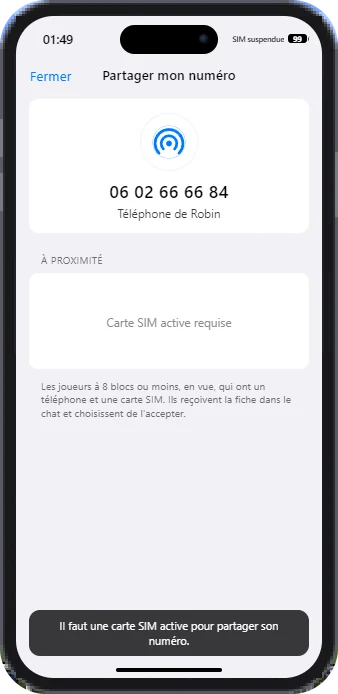 01:49
SIM suspendue 99
Fermer
Partager mon numéro
06 02 66 66 84
Téléphone de Robin
À PROXIMITÉ
Carte SIM active requise
Les joueurs à 8 blocs ou moins, en vue, qui ont un
téléphone et une carte SIM. Ils reçoivent la fiche dans le
chat et choisissent de l'accepter.
Il faut une carte SIM active pour partager son
numéro.